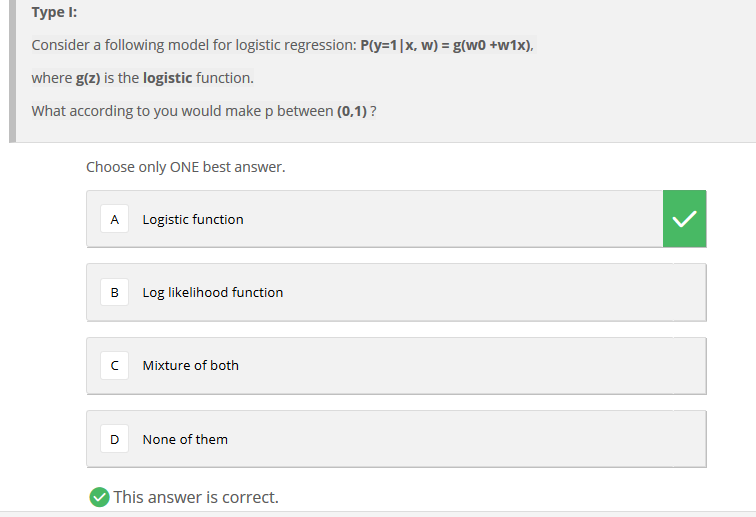 Type I:
Consider a following model for logistic regression: P(y=1|x, w) = g(w0 +w1x),
where g(z) is the logistic function.
What according to you would make p between (0,1) ?
Choose only ONE best answer.
A Logistic function
B Log likelihood function
C Mixture of both
D None of them
This answer is correct.